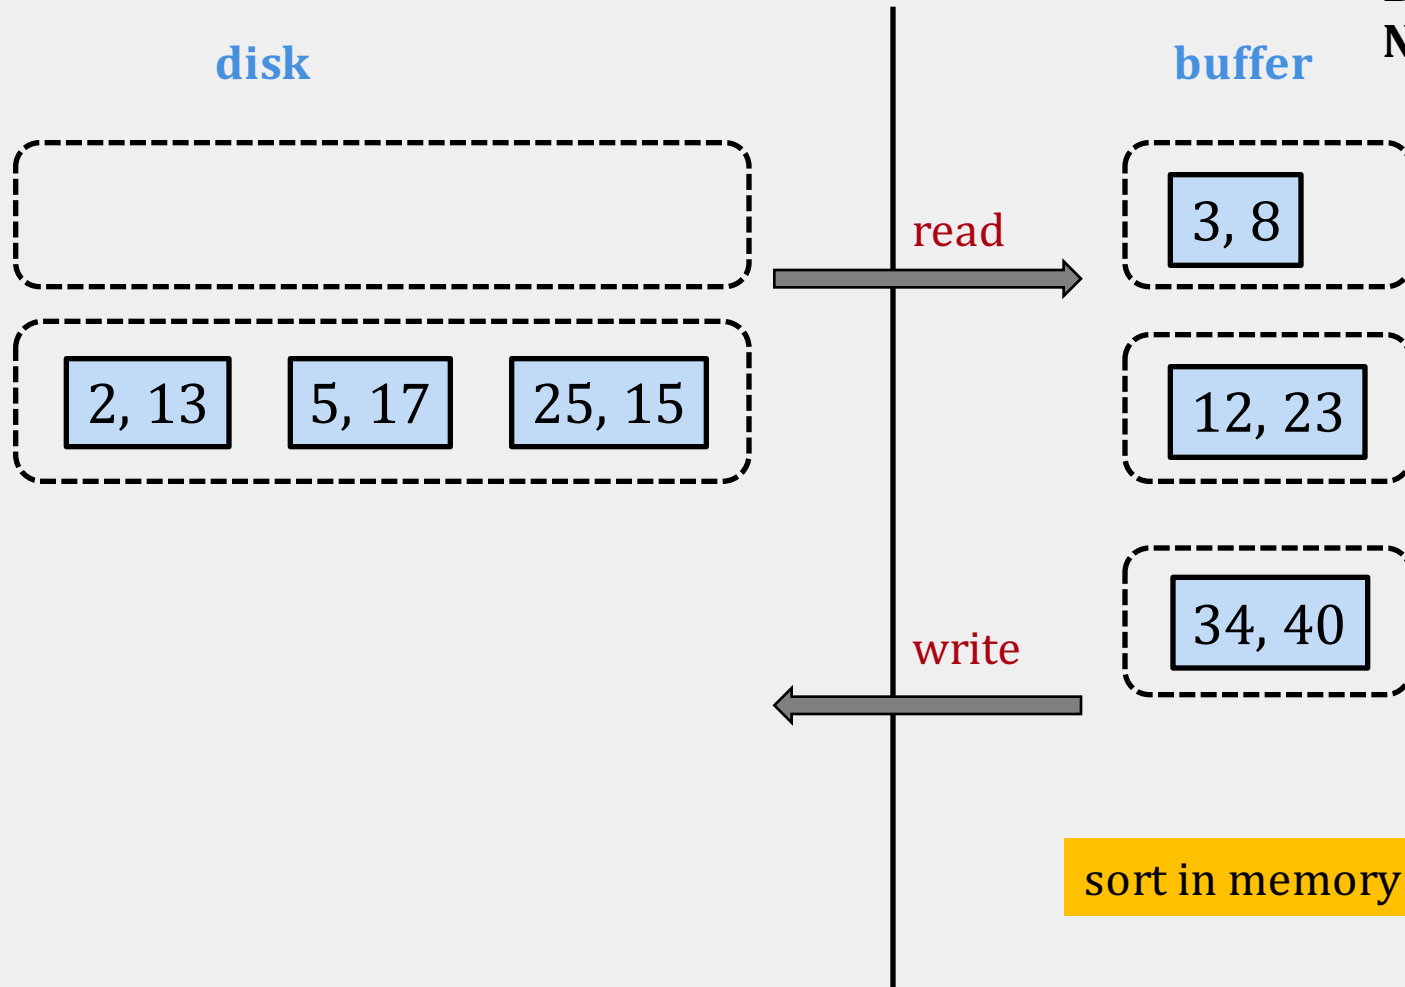 disk
buffer
N
read
3, 8
2, 13
5, 17
25, 15
12, 23
write
34, 40
sort in memory